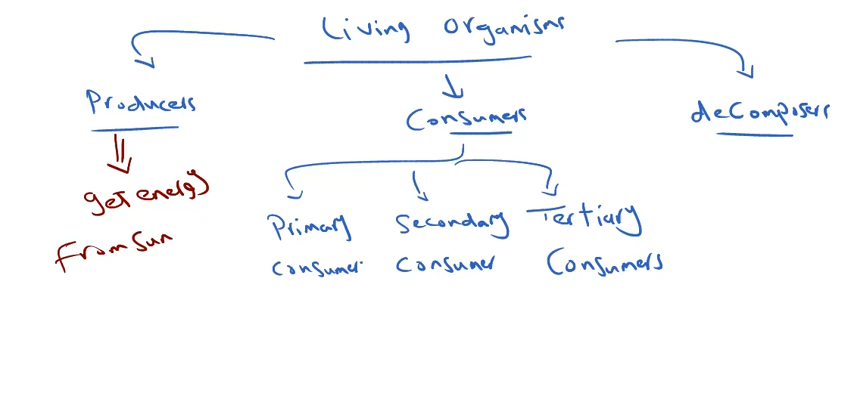 Living Organisms
Producers
Consumers
decomposers
get energy
from sun
Primary
consumer
Secondary
consumer
Tertiary
Consumers